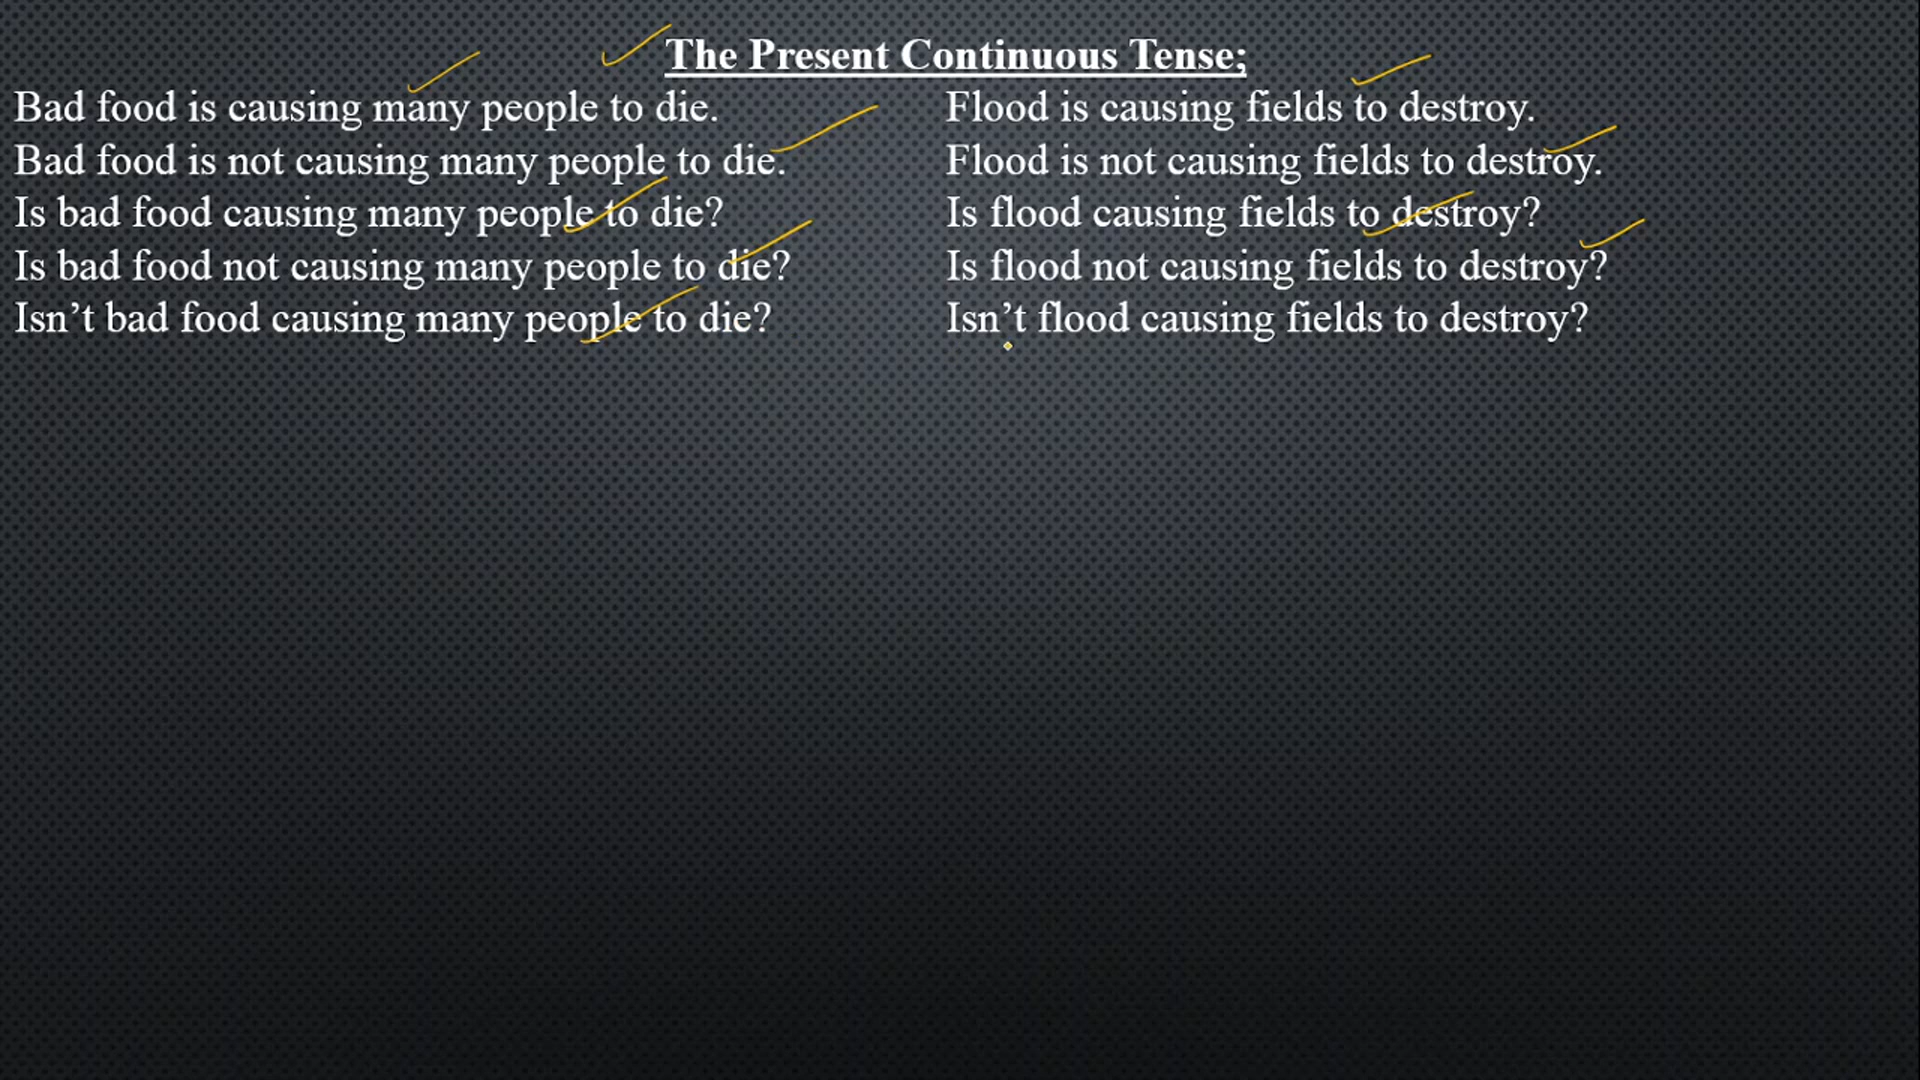 The Present Continuous Tense;
Bad food is causing many people to die.
Bad food is not causing many people to die.
Is bad food causing many people to die?
Is bad food not causing many people to die?
Isn’t bad food causing many people to die?
Flood is causing fields to destroy.
Flood is not causing fields to destroy.
Is flood causing fields to destroy?
Is flood not causing fields to destroy?
Isn’t flood causing fields to destroy?